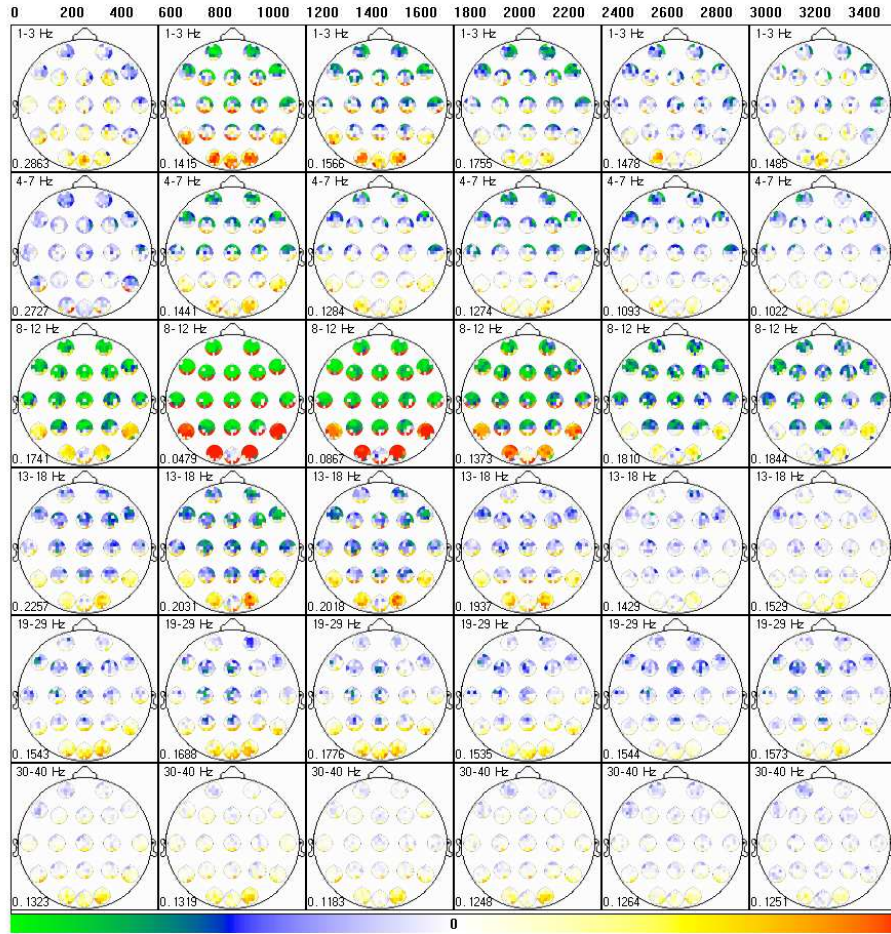 0 200 400 600 800 1000 1200 1400 1600 1800 2000 2200 2400 2600 2800 3000 3200 3400
1-3 Hz 1-3 Hz 1-3 Hz 1-3 Hz 1-3 Hz 1-3 Hz
0.2863 0.1415 0.1566 0.1755 0.1478 0.1485
4-7 Hz 4-7 Hz 4-7 Hz 4-7 Hz 4-7 Hz 4-7 Hz
0.2727 0.1441 0.1284 0.1274 0.1093 0.1022
8-12 Hz 8-12 Hz 8-12 Hz 8-12 Hz 8-12 Hz 8-12 Hz
0.1741 0.0479 0.0867 0.1373 0.1810 0.1844
13-18 Hz 13-18 Hz 13-18 Hz 13-18 Hz 13-18 Hz 13-18 Hz
0.2257 0.2031 0.2018 0.1937 0.1429 0.1529
19-29 Hz 19-29 Hz 19-29 Hz 19-29 Hz 19-29 Hz 19-29 Hz
0.1543 0.1688 0.1776 0.1535 0.1544 0.1573
30-40 Hz 30-40 Hz 30-40 Hz 30-40 Hz 30-40 Hz 30-40 Hz
0.1323 0.1319 0.1183 0.1248 0.1264 0.1251
0